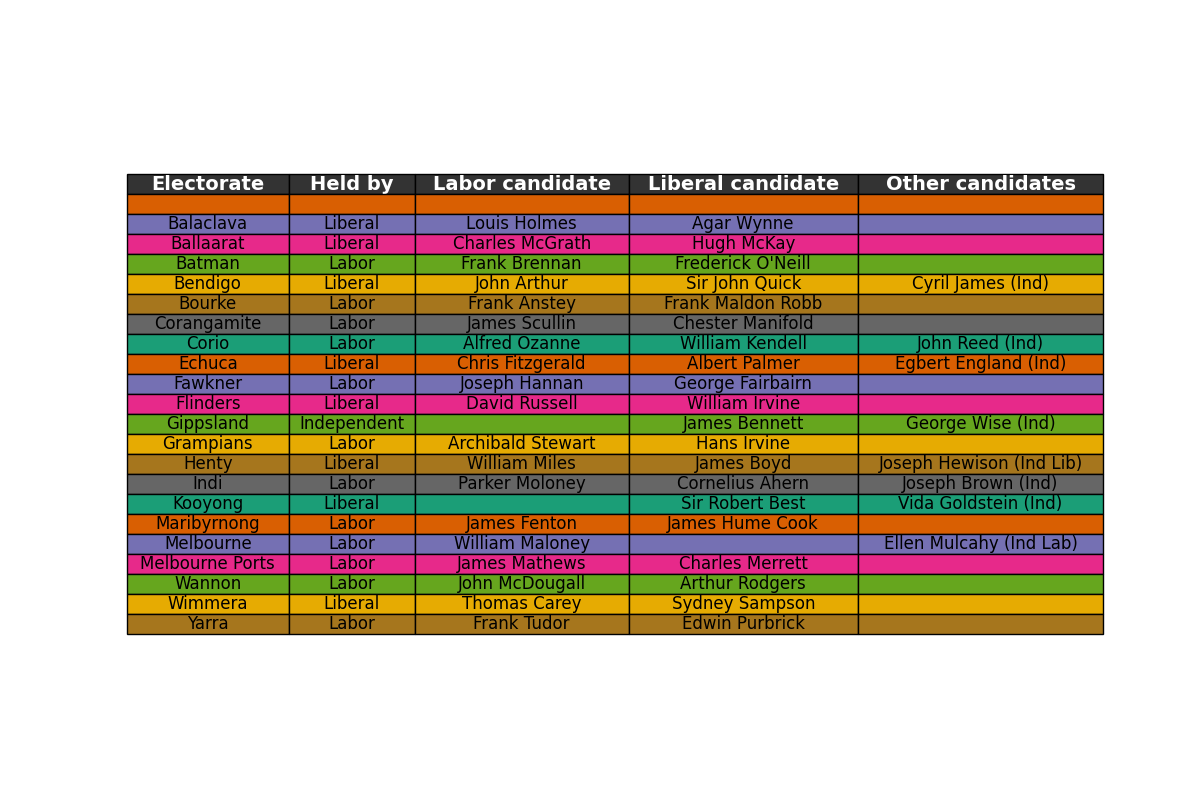 Electorate Held by Labor candidate Liberal candidate Other candidates
Balaclava Liberal Louis Holmes Agar Wynne
Ballaarat Liberal Charles McGrath Hugh McKay
Batman Labor Frank Brennan Frederick O'Neill
Bendigo Liberal John Arthur Sir John Quick Cyril James (Ind)
Bourke Labor Frank Anstey Frank Maldon Robb
Corangamite Labor James Scullin Chester Manifold
Corio Labor Alfred Ozanne William Kendell John Reed (Ind)
Echuca Liberal Chris Fitzgerald Albert Palmer Egbert England (Ind)
Fawkner Labor Joseph Hannan George Fairbairn
Flinders Liberal David Russell William Irvine
Gippsland Independent James Bennett George Wise (Ind)
Grampians Labor Archibald Stewart Hans Irvine
Henty Liberal William Miles James Boyd Joseph Hewison (Ind Lib)
Indi Labor Parker Moloney Cornelius Ahern Joseph Brown (Ind)
Kooyong Liberal Sir Robert Best Vida Goldstein (Ind)
Maribyrnong Labor James Fenton James Hume Cook
Melbourne Labor William Maloney Ellen Mulcahy (Ind Lab)
Melbourne Ports Labor James Mathews Charles Merrett
Wannon Labor John McDougall Arthur Rodgers
Wimmera Liberal Thomas Carey Sydney Sampson
Yarra Labor Frank Tudor Edwin Purbrick